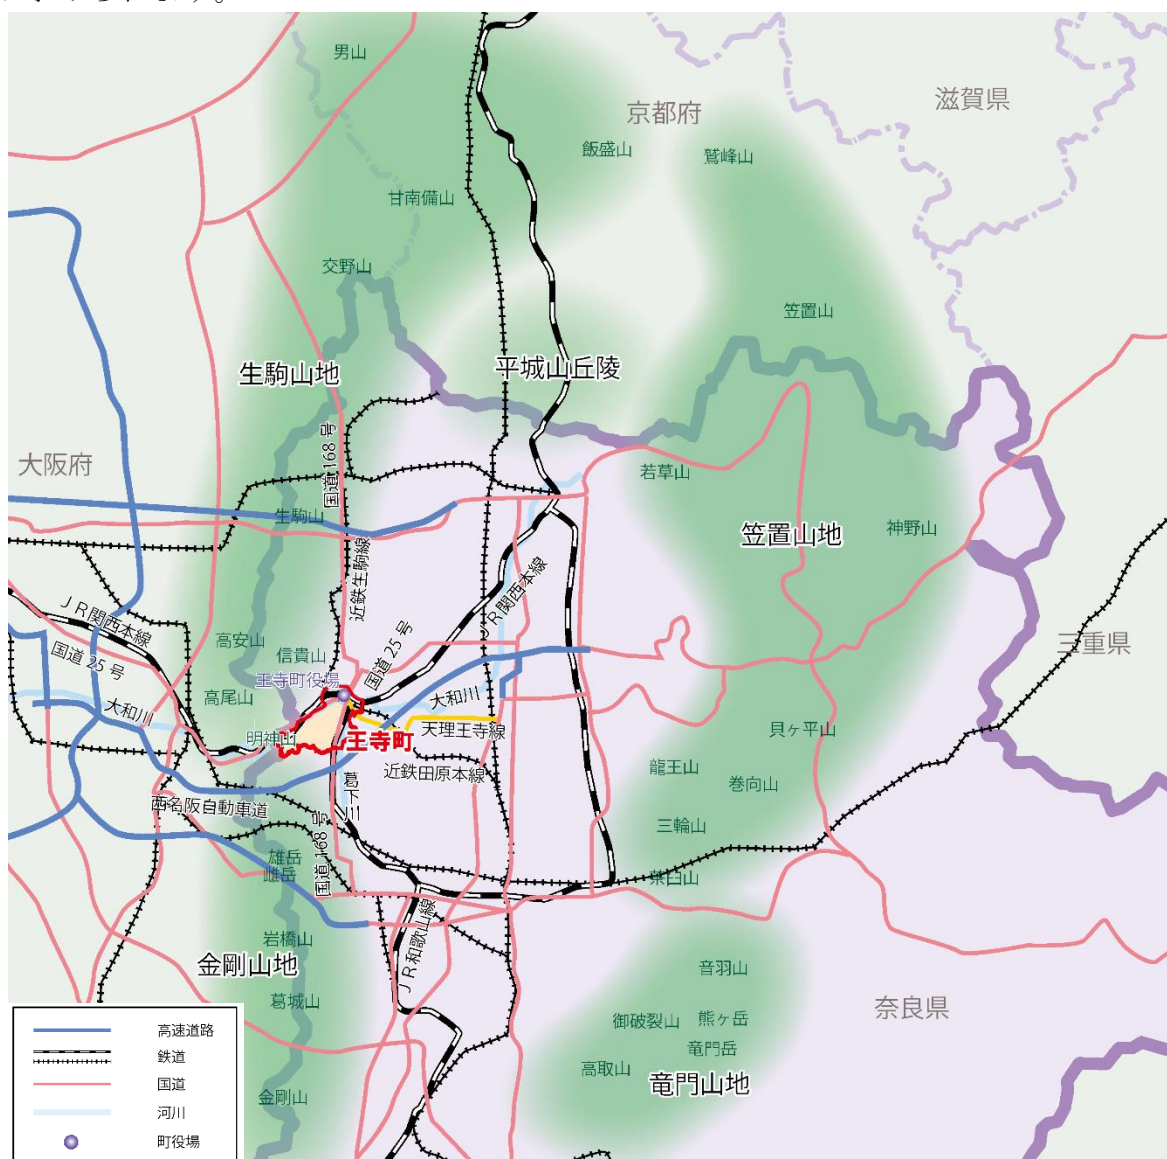 男山
京都府
滋賀県
飯盛山
鷲峰山
甘南備山
交野山
笠置山
生駒山地
平城山丘陵
大阪府
国道 168 号
若草山
生駒山
笠置山地
神野山
近鉄生駒線
JR関西本線
JR関西本線
国道 25 号
国道 25 号
高安山
信貴山
三重県
王寺町役場
高尾山
大和川
大和川
明神山
王寺町
天理王寺線
貝ヶ平山
近鉄田原本線
龍王山
巻向山
葛下川
西名阪自動車道
国道 168 号
三輪山
雄岳
雌岳
茶臼山
JR和歌山線
岩橋山
金剛山地
音羽山
葛城山
御破裂山
熊ヶ岳
奈良県
竜門岳
高取山
竜門山地
金剛山
高速道路
鉄道
国道
河川
町役場